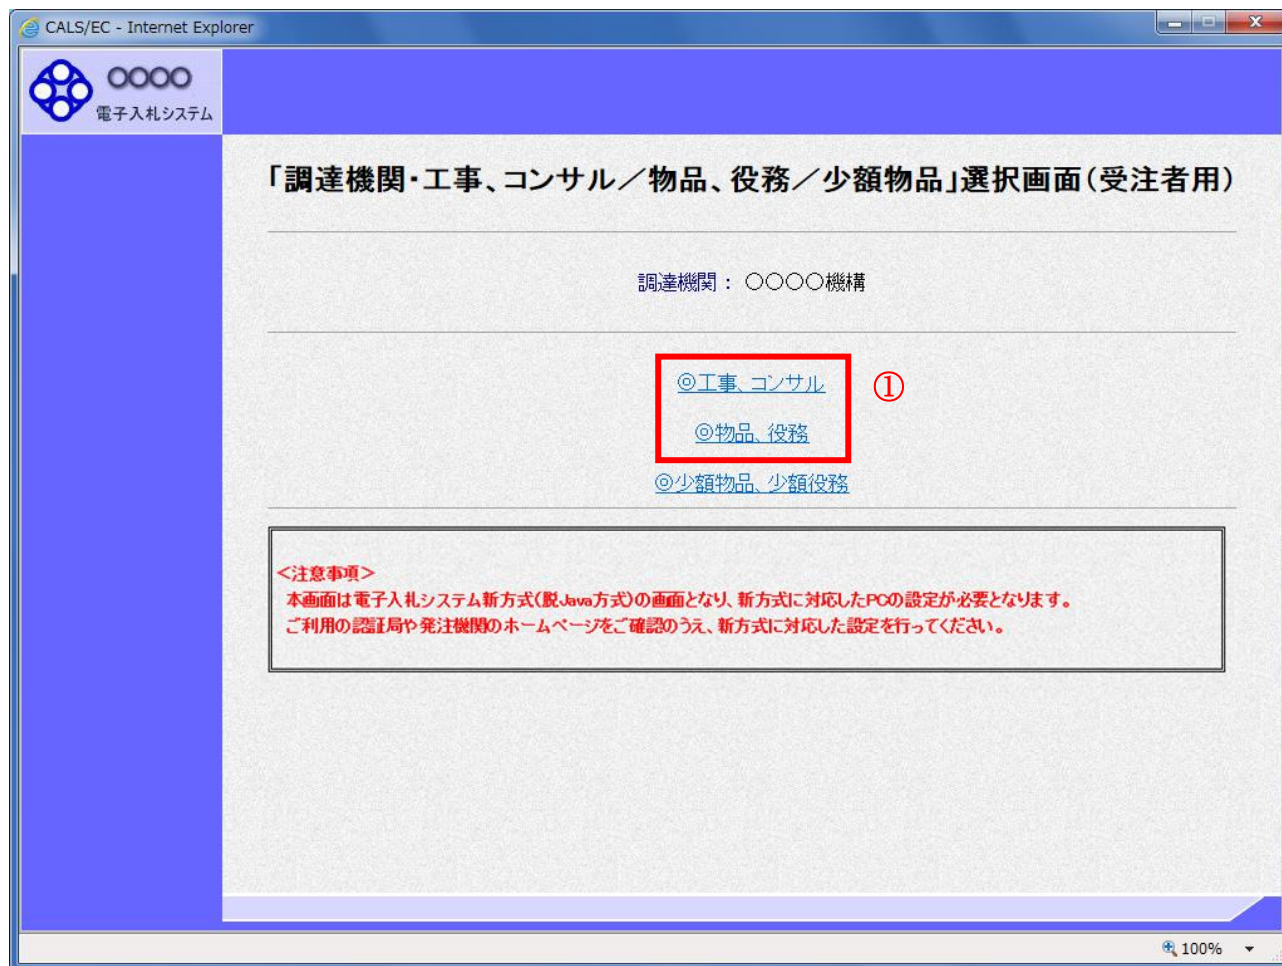 CALS/EC - Internet Explorer
〇〇〇〇
電子入札システム
「調達機関・工事、コンサル／物品、役務／少額物品」選択画面（受注者用）
調達機関： 〇〇〇〇機構
◎工事、コンサル
①
◎物品、役務
◎少額物品、少額役務
＜注意事項＞
本画面は電子入札システム新方式(脱Java方式)の画面となり、新方式に対応したPCの設定が必要となります。
ご利用の認証局や発注機関のホームページをご確認のうえ、新方式に対応した設定を行ってください。
100%